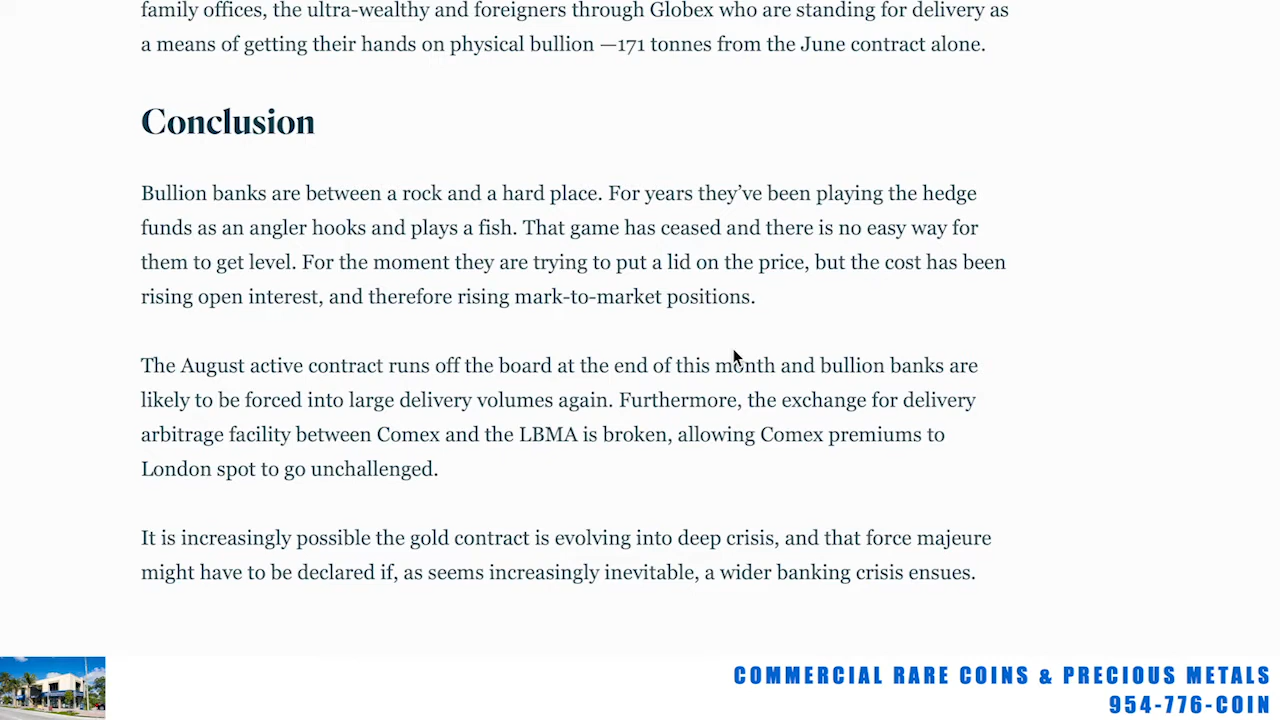 family offices, the ultra-wealthy and foreigners through Globex who are standing for delivery as
a means of getting their hands on physical bullion —171 tonnes from the June contract alone.
Conclusion
Bullion banks are between a rock and a hard place. For years they’ve been playing the hedge
funds as an angler hooks and plays a fish. That game has ceased and there is no easy way for
them to get level. For the moment they are trying to put a lid on the price, but the cost has been
rising open interest, and therefore rising mark-to-market positions.
The August active contract runs off the board at the end of this month and bullion banks are
likely to be forced into large delivery volumes again. Furthermore, the exchange for delivery
arbitrage facility between Comex and the LBMA is broken, allowing Comex premiums to
London spot to go unchallenged.
It is increasingly possible the gold contract is evolving into deep crisis, and that force majeure
might have to be declared if, as seems increasingly inevitable, a wider banking crisis ensues.
COMMERCIAL RARE COINS & PRECIOUS METALS
954-776-COIN